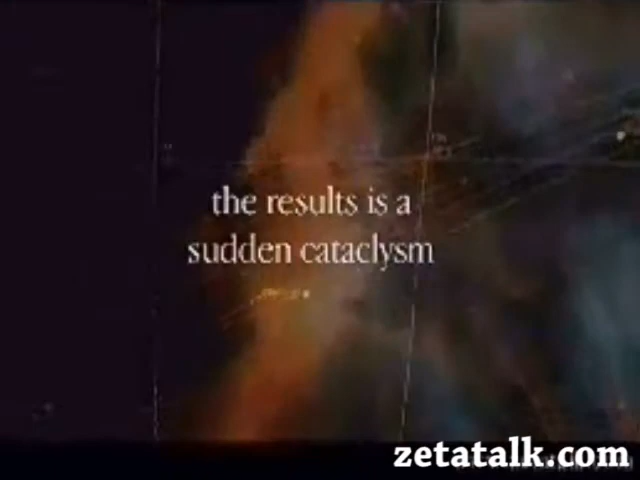 the results is a
sudden cataclysm
zetatalk.com